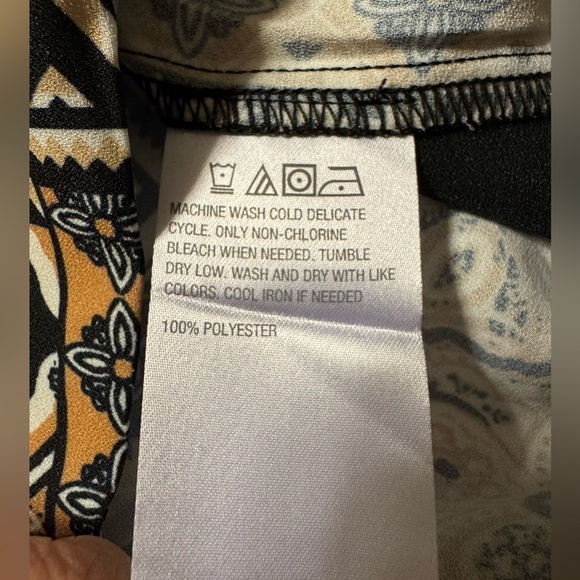 MACHINE WASH COLD DELICATE
CYCLE. ONLY NON-CHLORINE
BLEACH WHEN NEEDED. TUMBLE
DRY LOW. WASH AND DRY WITH LIKE
COLORS. COOL IRON IF NEEDED
100% POLYESTER